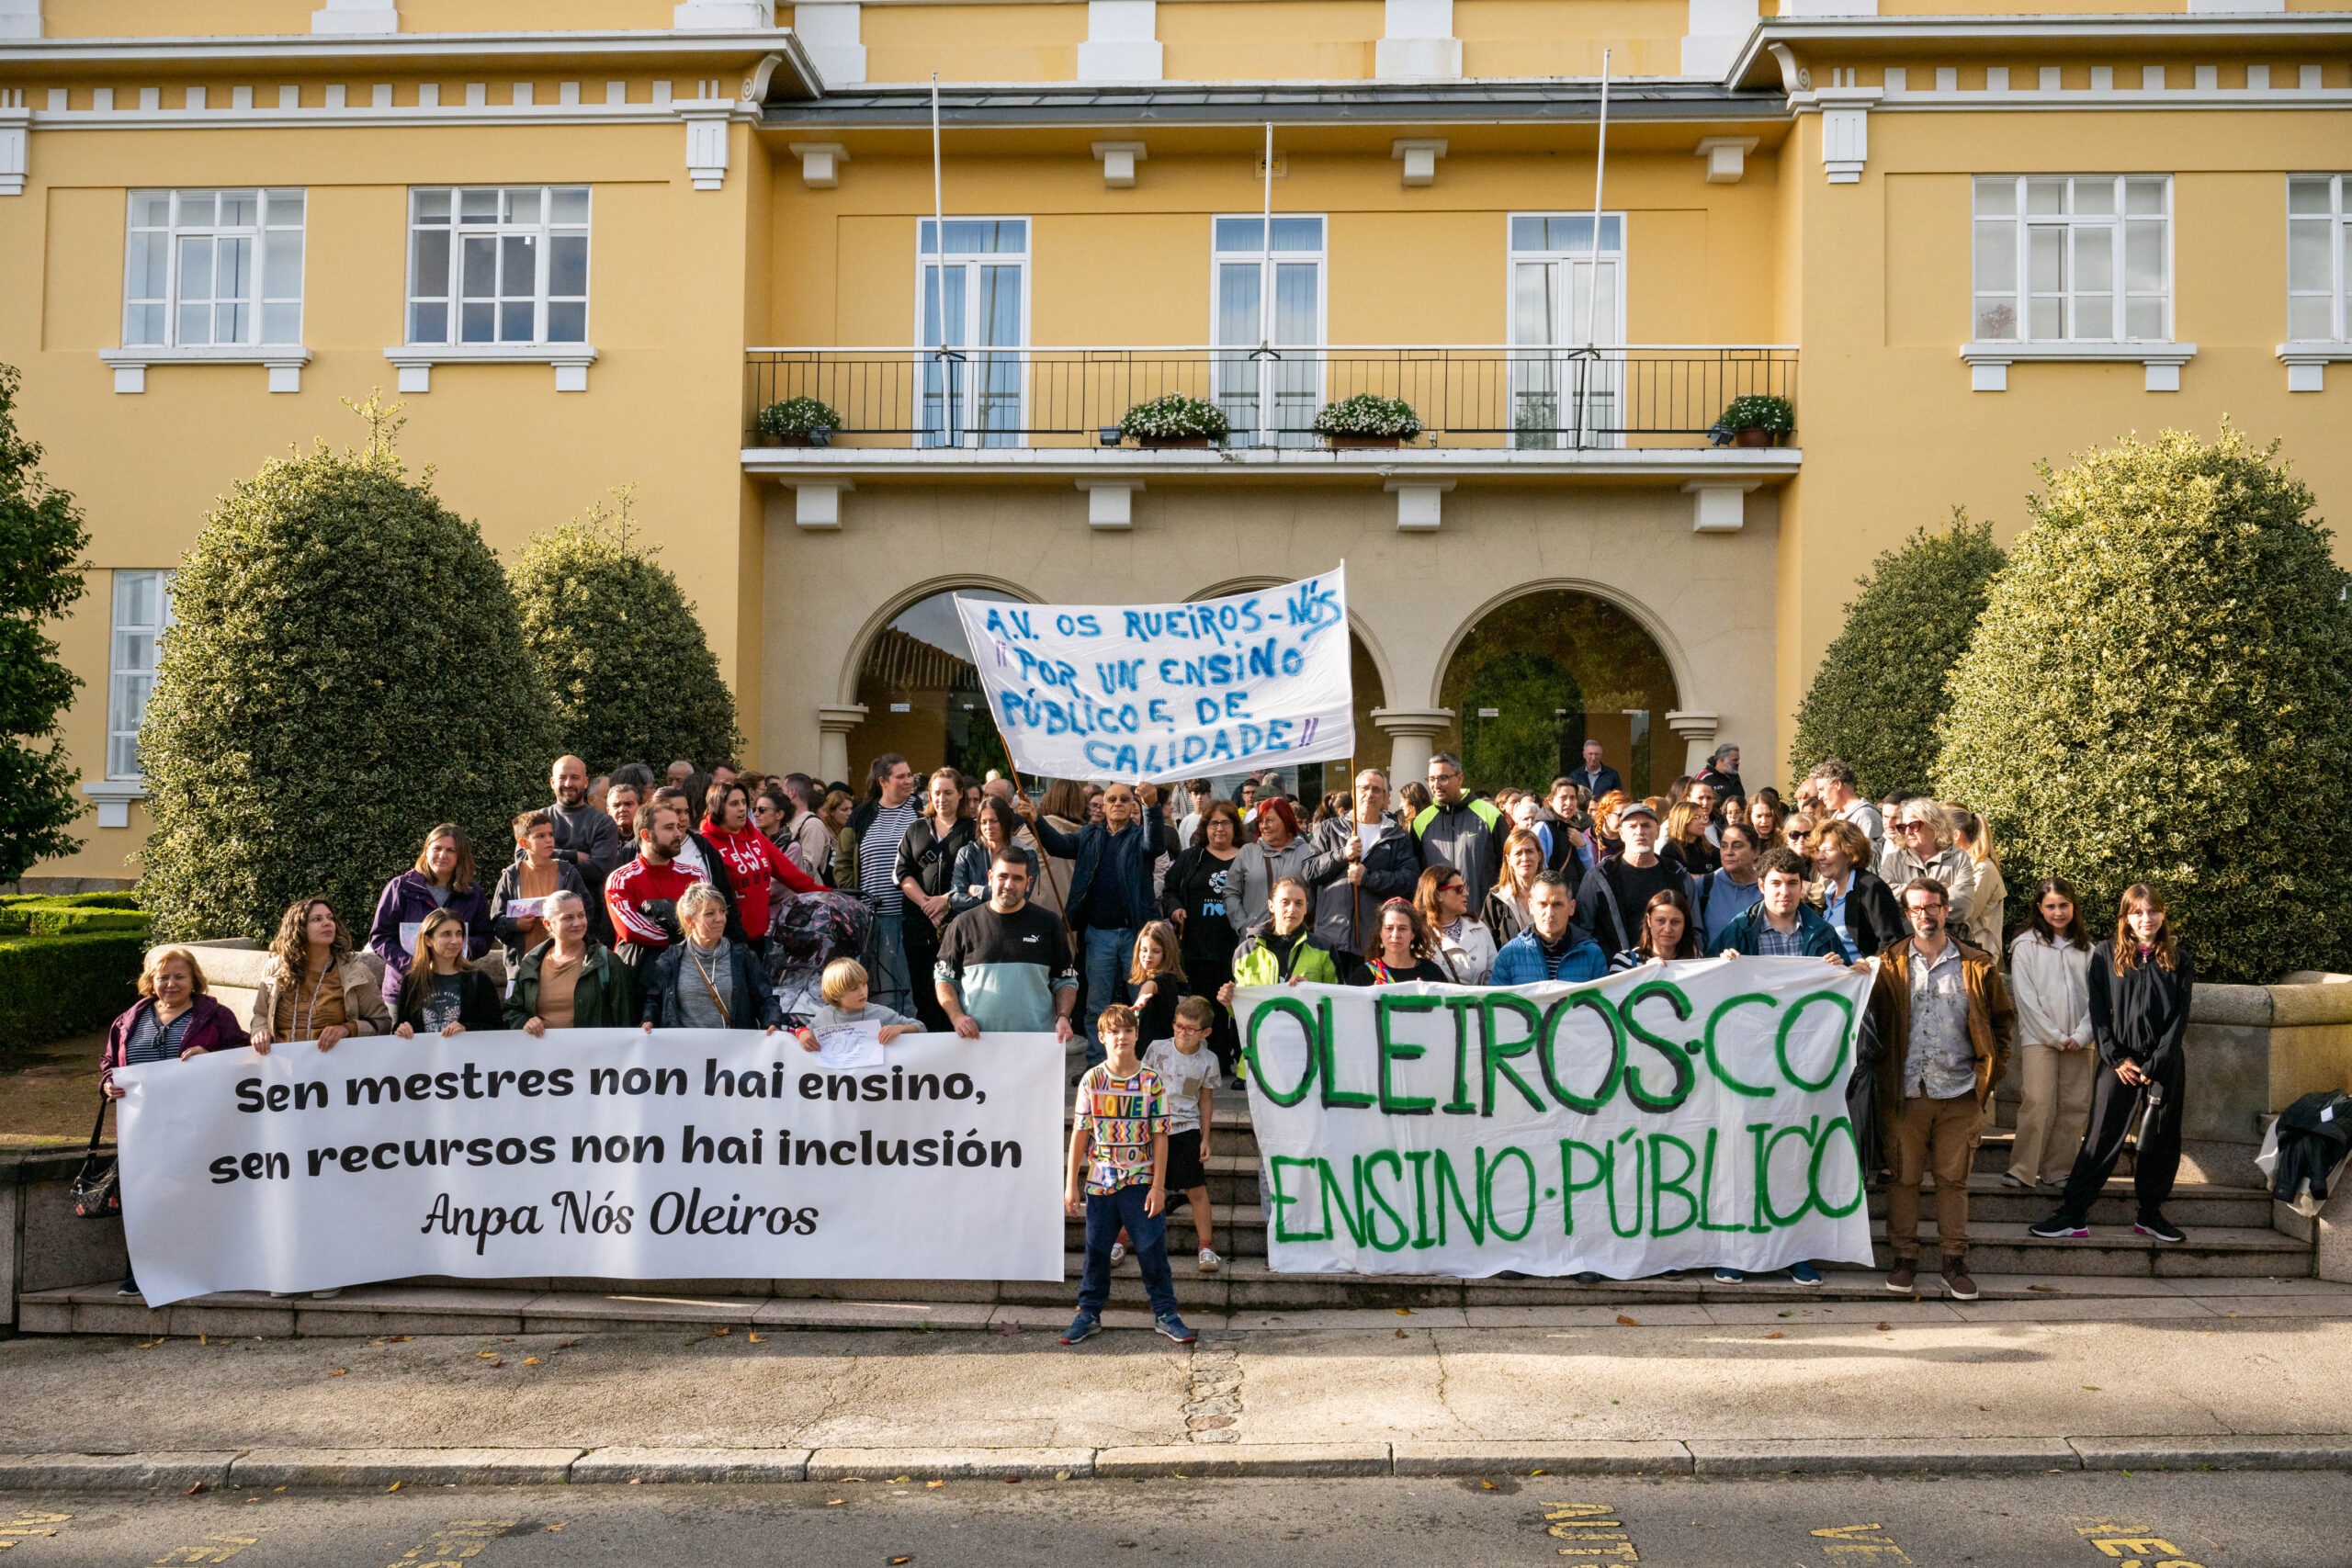 A.V. OS RUEIROS-NÓS
"POR UN ENSINO
PÚBLICO E DE
CALIDADE"
Sen mestres non hai ensino,
sen recursos non hai inclusión
Anpa Nós Oleiros
OLEIROS·CO·
ENSINO·PÚBLICO
LOVE